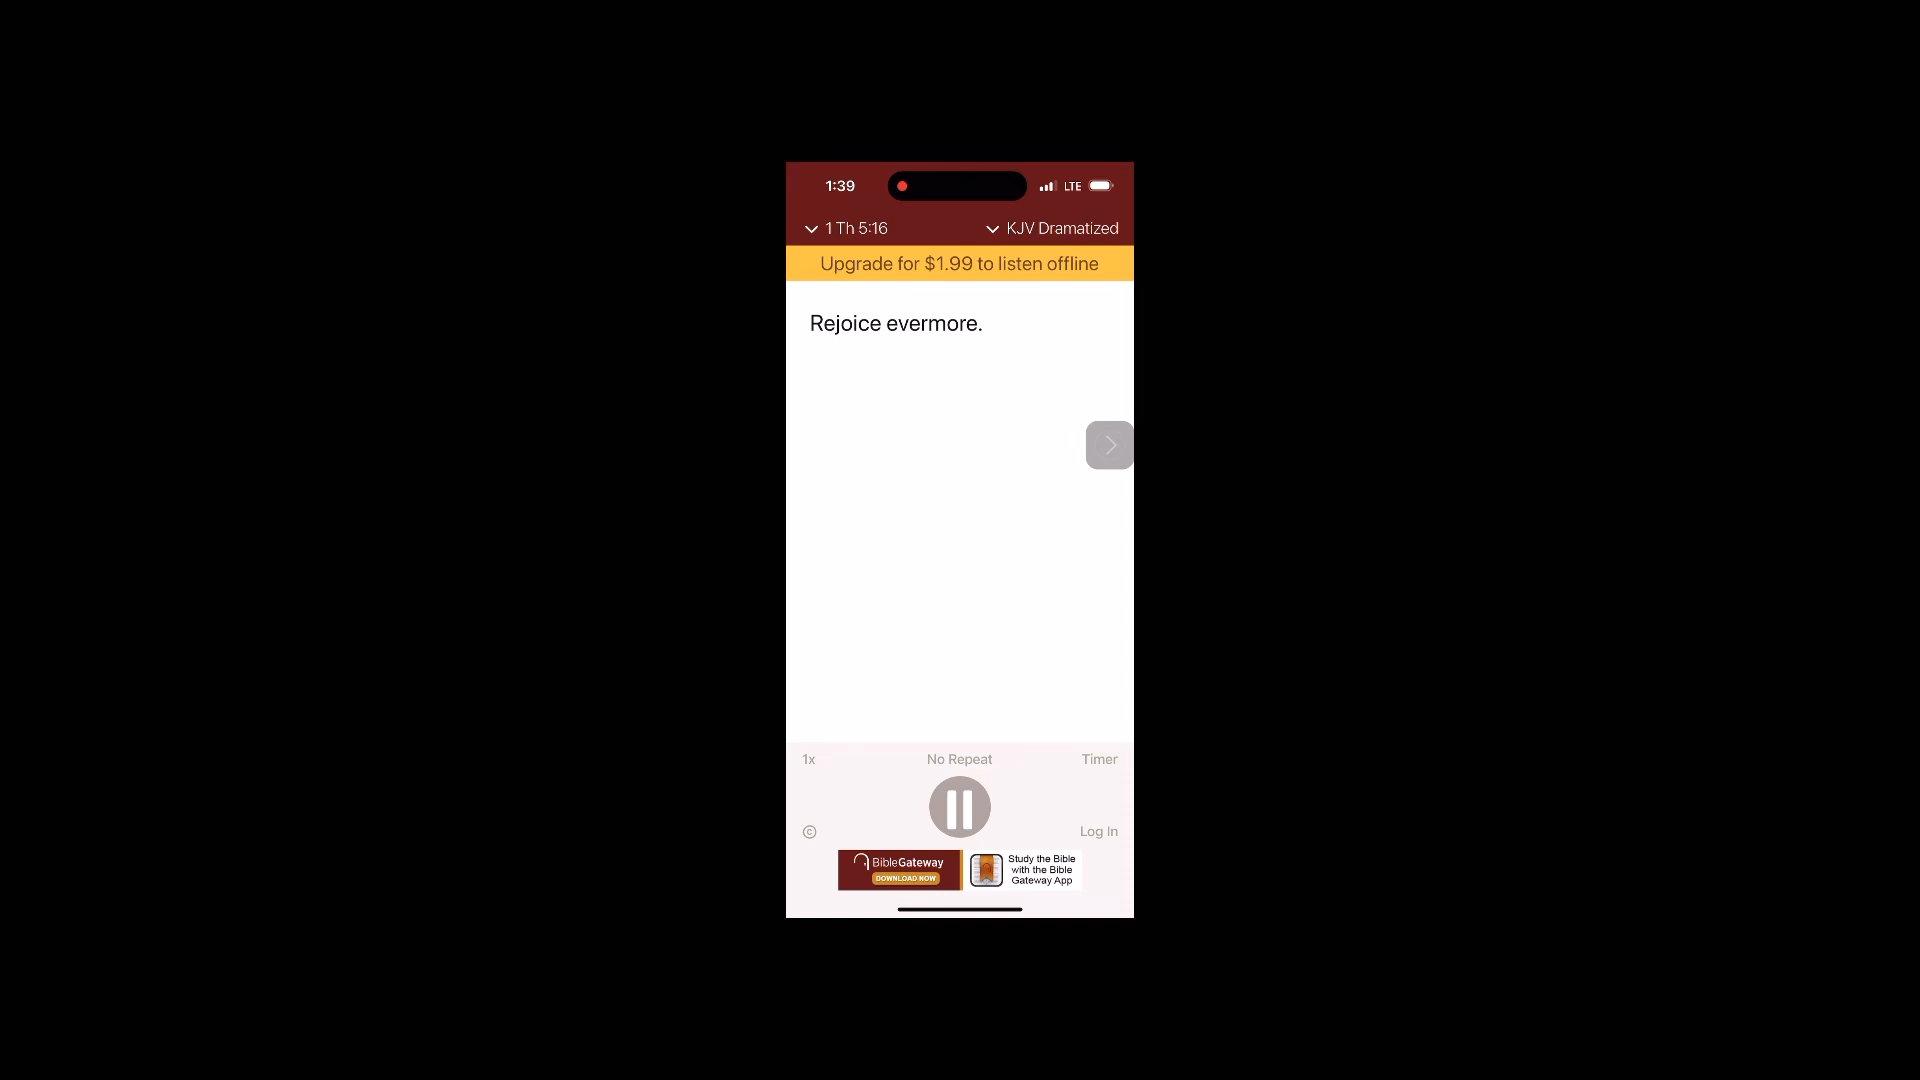 1:39 LTE
1 Th 5:16 KJV Dramatized
Upgrade for $1.99 to listen offline
Rejoice evermore.
1x No Repeat Timer
© Log In
BibleGateway
DOWNLOAD NOW
Study the Bible
with the Bible
Gateway App